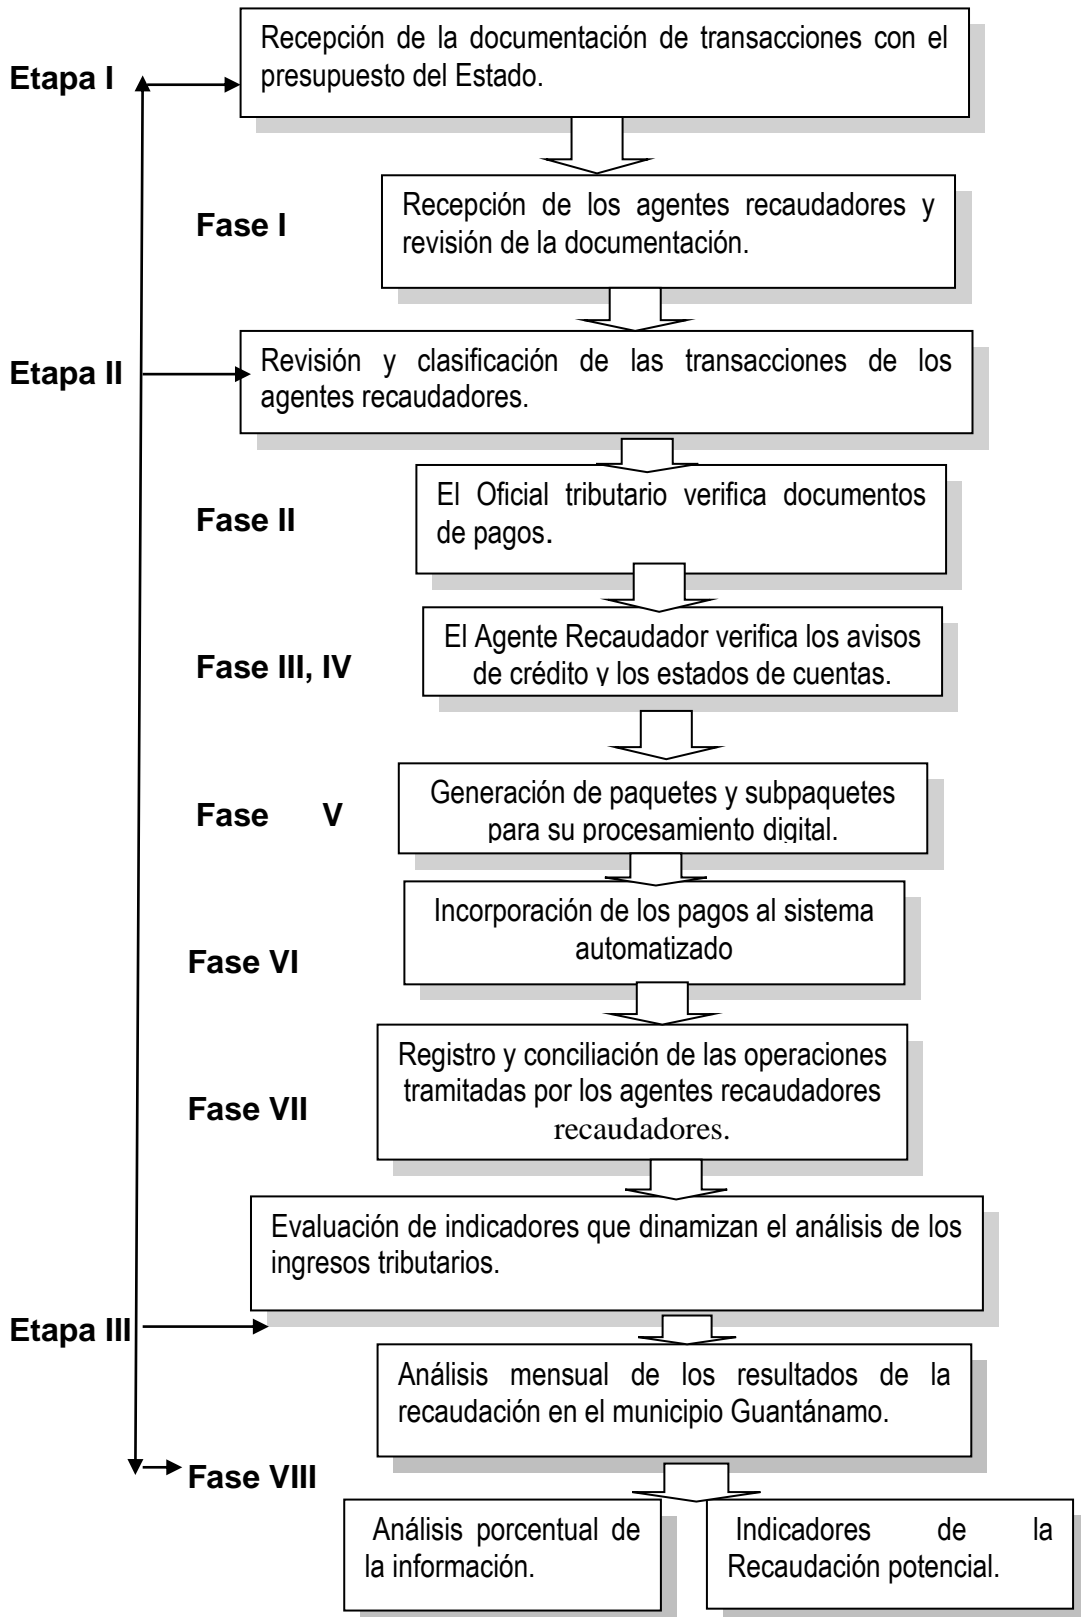 Recepción de la documentación de transacciones con el
presupuesto del Estado.
Etapa I
Recepción de los agentes recaudadores y
revisión de la documentación.
Fase I
Revisión y clasificación de las transacciones de los
agentes recaudadores.
Etapa II
El Oficial tributario verifica documentos
de pagos.
Fase II
El Agente Recaudador verifica los avisos
de crédito y los estados de cuentas.
Fase III, IV
Generación de paquetes y subpaquetes
para su procesamiento digital.
Fase V
Incorporación de los pagos al sistema
automatizado
Fase VI
Registro y conciliación de las operaciones
tramitadas por los agentes recaudadores
recaudadores.
Fase VII
Evaluación de indicadores que dinamizan el análisis de los
ingresos tributarios.
Etapa III
Análisis mensual de los resultados de la
recaudación en el municipio Guantánamo.
Fase VIII
Análisis porcentual de
la información.
Indicadores de la
Recaudación potencial.